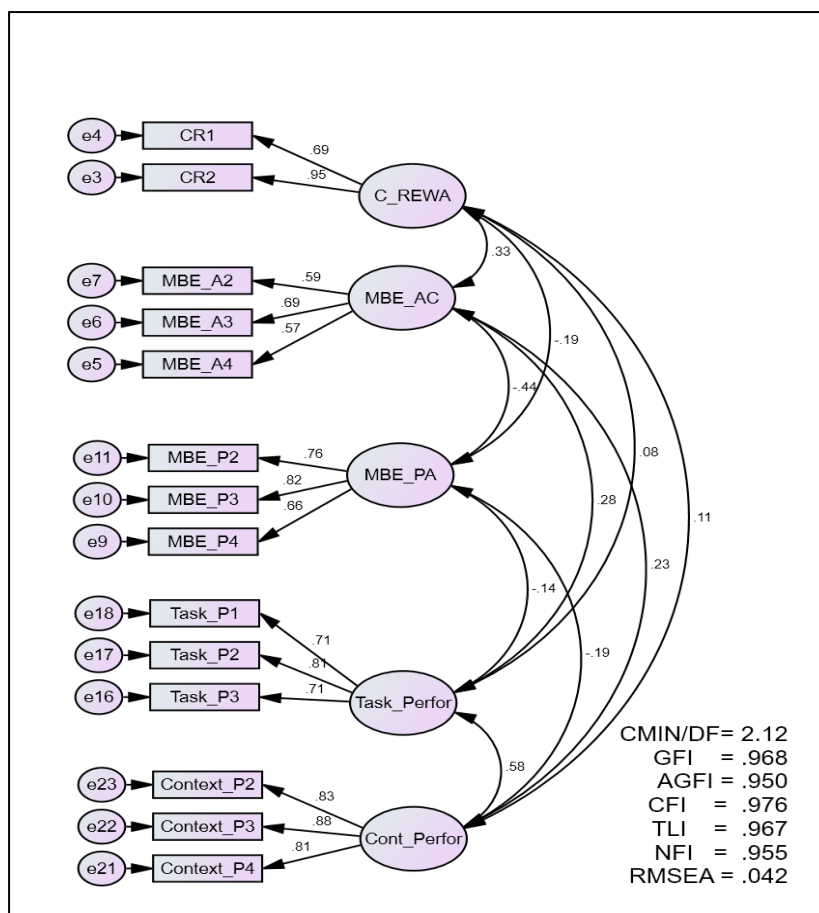 e4 CR1
.69
e3 CR2 .95
C_REWA
.33
e7 MBE_A2 .59
MBE_AC
e6 MBE_A3 .69
.57
e5 MBE_A4
-.19
-.44
e11 MBE_P2 .76
.08
MBE_PA
e10 MBE_P3 .82
.28
.66
e9 MBE_P4
.11
.23
-.14
e18 Task_P1
.71
e17 Task_P2 .81
-.19
e16 Task_P3 .71
Task_Perfor
CMIN/DF= 2.12
GFI = .968
.58
e23 Context_P2
AGFI = .950
.83
CFI = .976
e22 Context_P3 .88
TLI = .967
Cont_Perfor
.81
NFI = .955
e21 Context_P4
RMSEA = .042